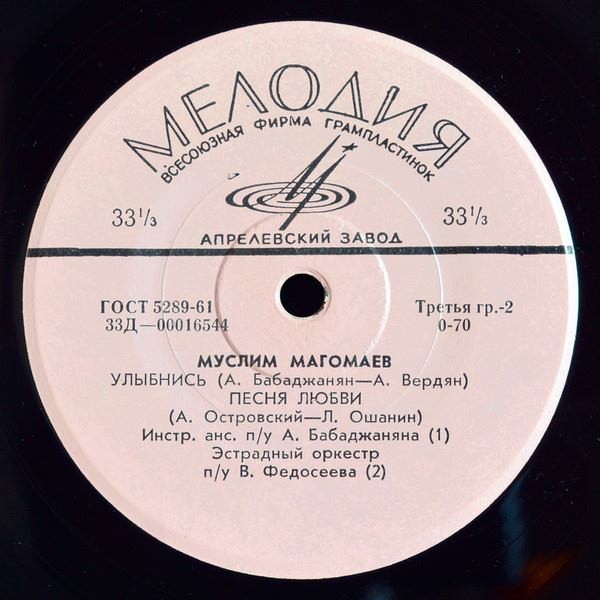 МЕЛОДИЯ
ВСЕСОЮЗНАЯ ФИРМА ГРАМПЛАСТИНОК
33⅓ 33⅓
АПРЕЛЕВСКИЙ ЗАВОД
ГОСТ 5289-61 Третья гр.-2
33Д—00016544 0-70
МУСЛИМ МАГОМАЕВ
УЛЫБНИСЬ (А. Бабаджанян—А. Вердян)
ПЕСНЯ ЛЮБВИ
(А. Островский—Л. Ошанин)
Инстр. анс. п/у А. Бабаджаняна (1)
Эстрадный оркестр
п/у В. Федосеева (2)